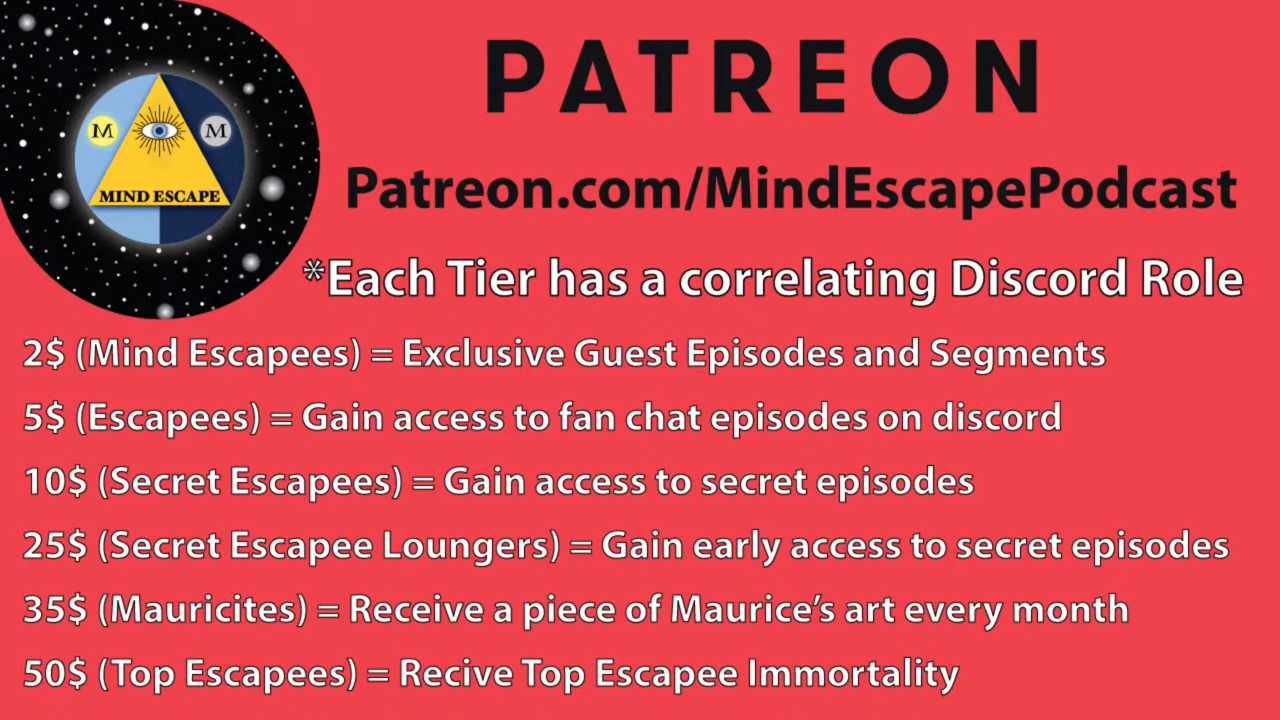 PATREON
Patreon.com/MindEscapePodcast
M M
MIND ESCAPE
*Each Tier has a correlating Discord Role
2$ (Mind Escapees) = Exclusive Guest Episodes and Segments
5$ (Escapees) = Gain access to fan chat episodes on discord
10$ (Secret Escapees) = Gain access to secret episodes
25$ (Secret Escapee Loungers) = Gain early access to secret episodes
35$ (Mauricites) = Receive a piece of Maurice’s art every month
50$ (Top Escapees) = Recive Top Escapee Immortality